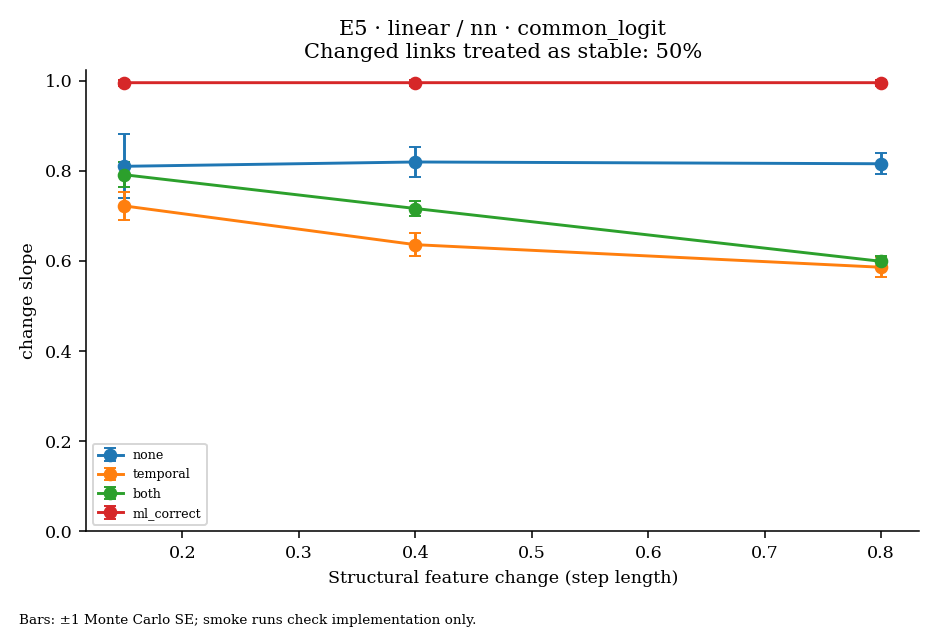 E5 · linear / nn · common_logit
Changed links treated as stable: 50%
1.0
0.8
0.6
0.4
0.2
0.0
change slope
none
temporal
both
ml_correct
0.2 0.3 0.4 0.5 0.6 0.7 0.8
Structural feature change (step length)
Bars: ±1 Monte Carlo SE; smoke runs check implementation only.